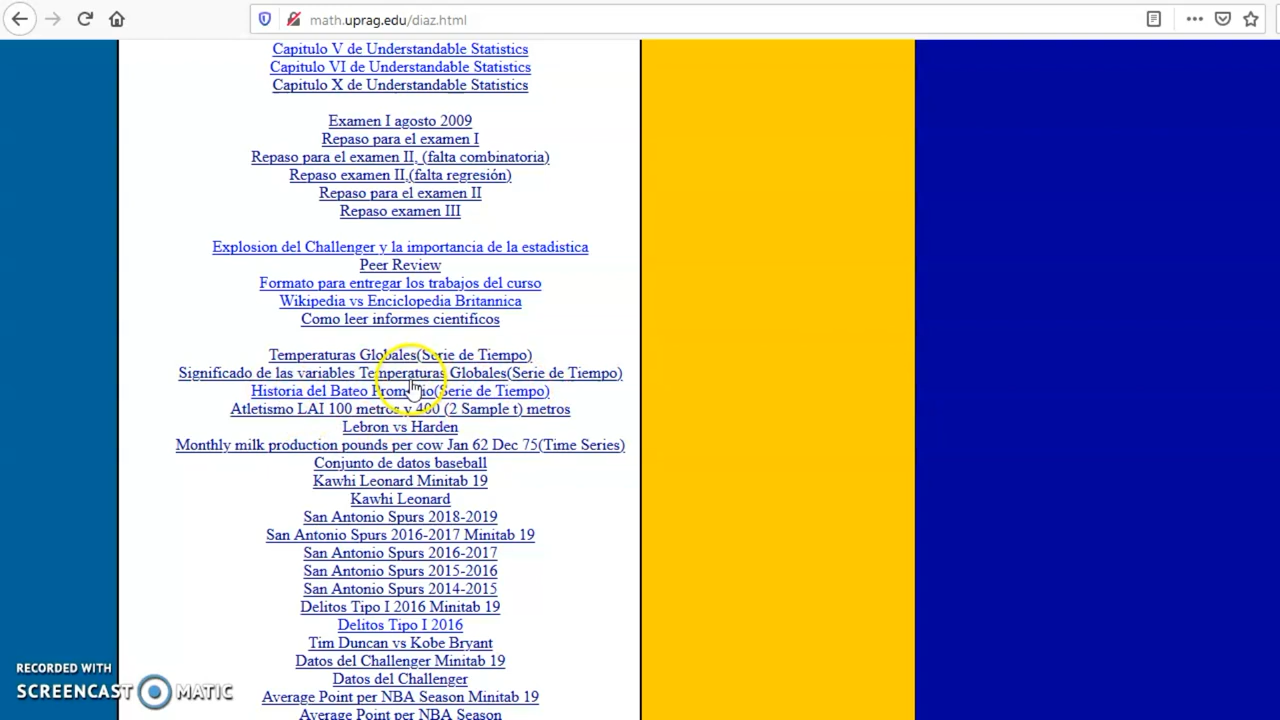 math.uprag.edu/diaz.html
Capitulo V de Understandable Statistics
Capitulo VI de Understandable Statistics
Capitulo X de Understandable Statistics
Examen I agosto 2009
Repaso para el examen I
Repaso para el examen II, (falta combinatoria)
Repaso examen II,(falta regresión)
Repaso para el examen II
Repaso examen III
Explosion del Challenger y la importancia de la estadistica
Peer Review
Formato para entregar los trabajos del curso
Wikipedia vs Enciclopedia Britannica
Como leer informes cientificos
Temperaturas Globales(Serie de Tiempo)
Significado de las variables Temperaturas Globales(Serie de Tiempo)
Historia del Bateo Promedio(Serie de Tiempo)
Atletismo LAI 100 metros y 400 (2 Sample t) metros
Lebron vs Harden
Monthly milk production pounds per cow Jan 62 Dec 75(Time Series)
Conjunto de datos baseball
Kawhi Leonard Minitab 19
Kawhi Leonard
San Antonio Spurs 2018-2019
San Antonio Spurs 2016-2017 Minitab 19
San Antonio Spurs 2016-2017
San Antonio Spurs 2015-2016
San Antonio Spurs 2014-2015
Delitos Tipo I 2016 Minitab 19
Delitos Tipo I 2016
Tim Duncan vs Kobe Bryant
Datos del Challenger Minitab 19
Datos del Challenger
Average Point per NBA Season Minitab 19
Average Point per NBA Season
RECORDED WITH
SCREENCAST MATIC